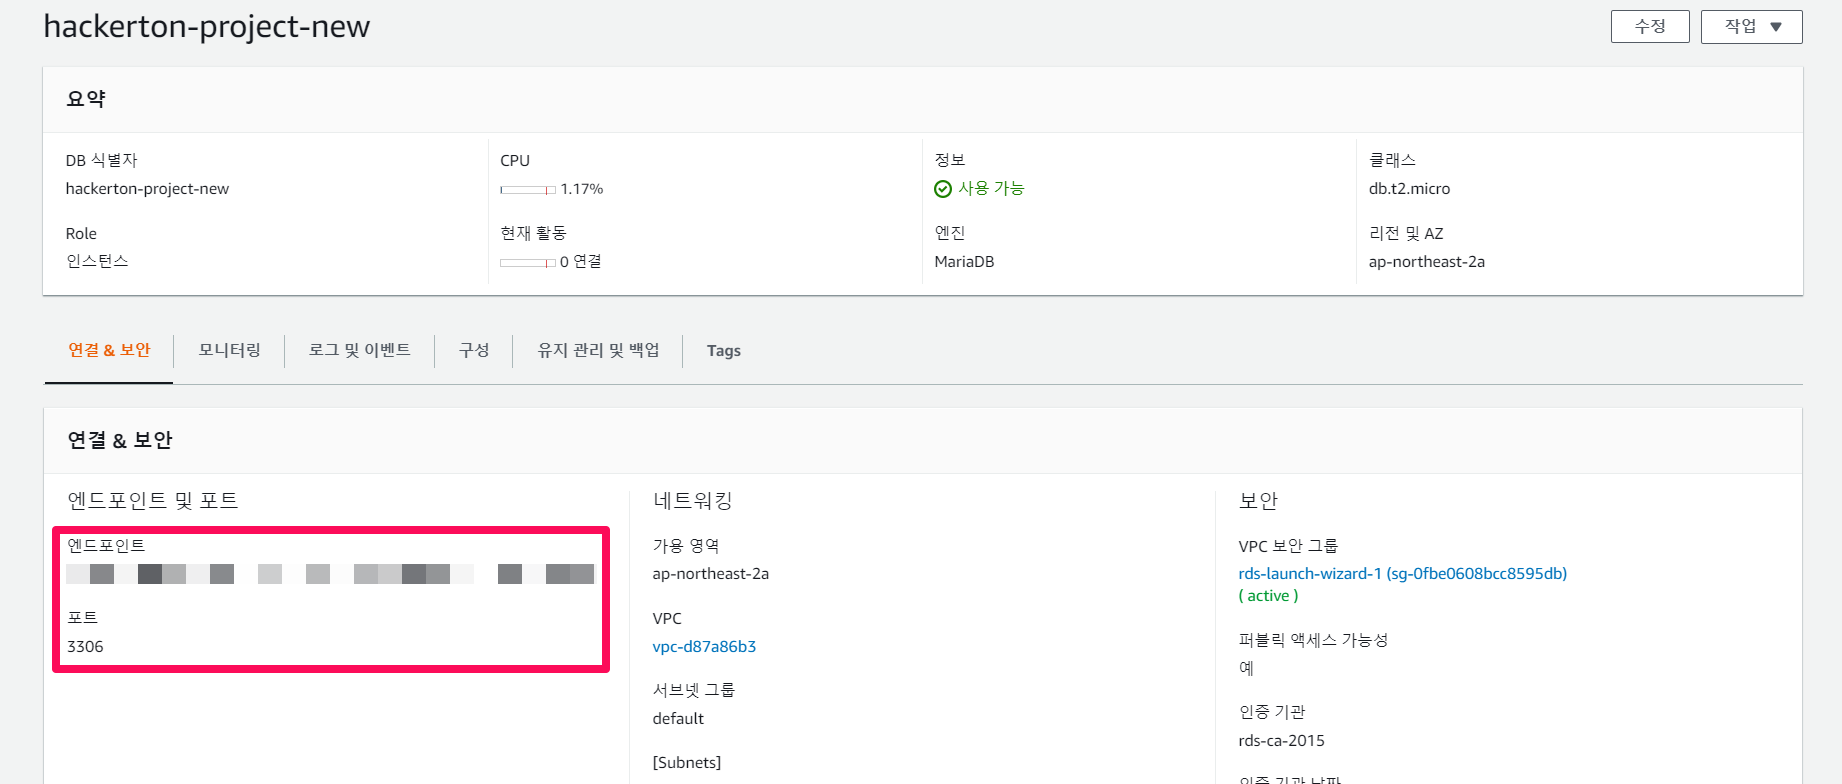 hackerton-project-new
수정
작업
요약
DB 식별자
hackerton-project-new
CPU
1.17%
정보
사용 가능
클래스
db.t2.micro
Role
인스턴스
현재 활동
0 연결
엔진
MariaDB
리전 및 AZ
ap-northeast-2a
연결 & 보안
모니터링
로그 및 이벤트
구성
유지 관리 및 백업
Tags
연결 & 보안
엔드포인트 및 포트
엔드포인트
포트
3306
네트워킹
가용 영역
ap-northeast-2a
VPC
vpc-d87a86b3
서브넷 그룹
default
[Subnets]
보안
VPC 보안 그룹
rds-launch-wizard-1 (sg-0fbe0608bcc8595db)
( active )
퍼블릭 액세스 가능성
예
인증 기관
rds-ca-2015
인증 기관 날짜